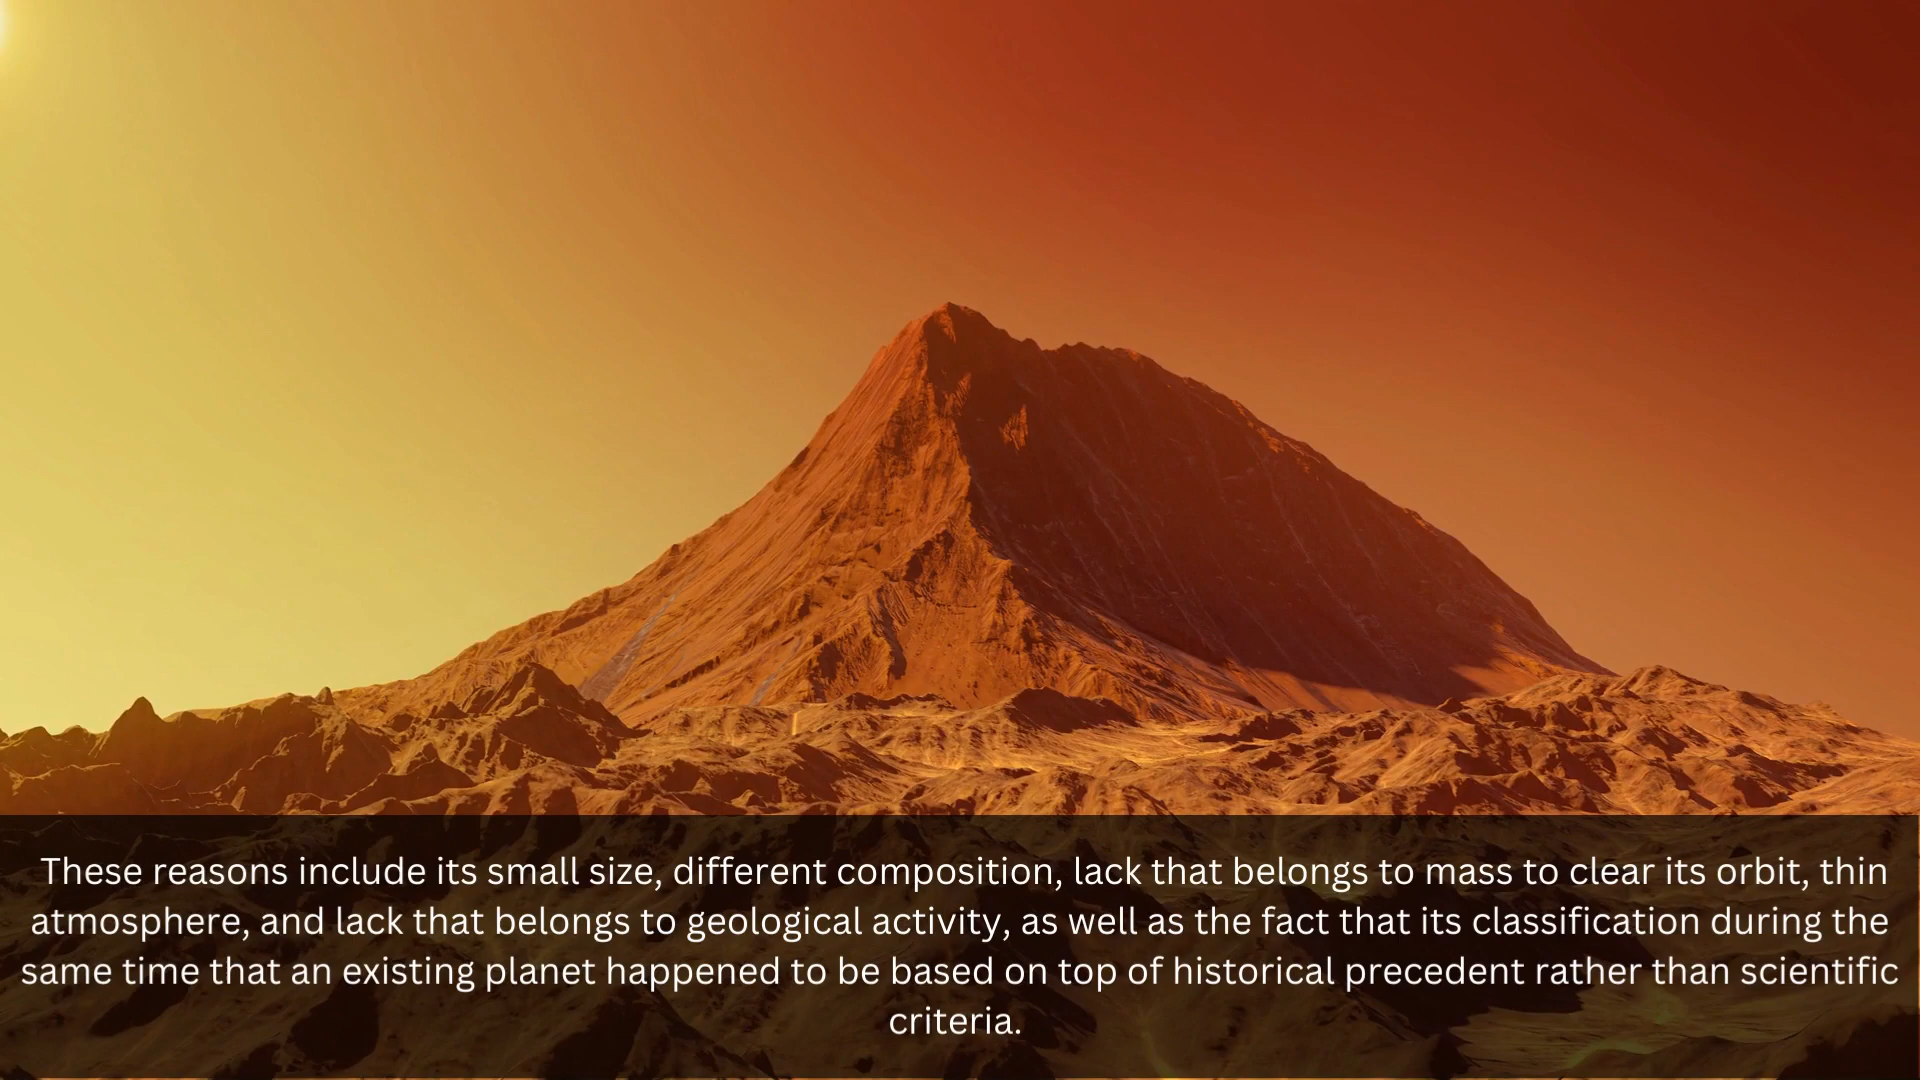 These reasons include its small size, different composition, lack that belongs to mass to clear its orbit, thin
atmosphere, and lack that belongs to geological activity, as well as the fact that its classification during the
same time that an existing planet happened to be based on top of historical precedent rather than scientific
criteria.